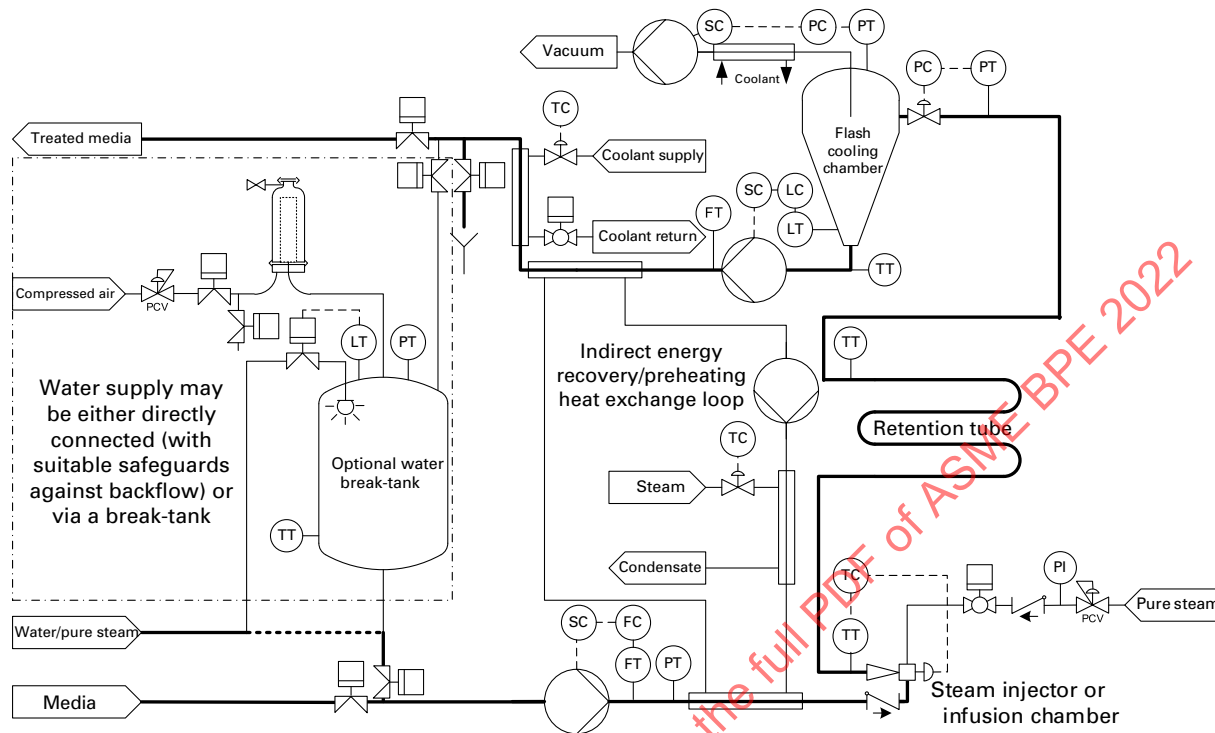 SC
PC
PT
Vacuum
Coolant
PC
PT
TC
Treated media
Flash
cooling
chamber
Coolant supply
SC
LC
FT
LT
Coolant return
TT
Compressed air
PCV
LT
PT
TT
Indirect energy
recovery/preheating
heat exchange loop
Water supply may
be either directly
connected (with
suitable safeguards
against backflow) or
via a break-tank
Retention tube
TC
Optional water
break-tank
Steam
TT
Condensate
TC
PI
Pure steam
PCV
Water/pure steam
SC
FC
TT
FT
PT
Media
Steam injector or
infusion chamber
the full PDF of ASME BPE 2022